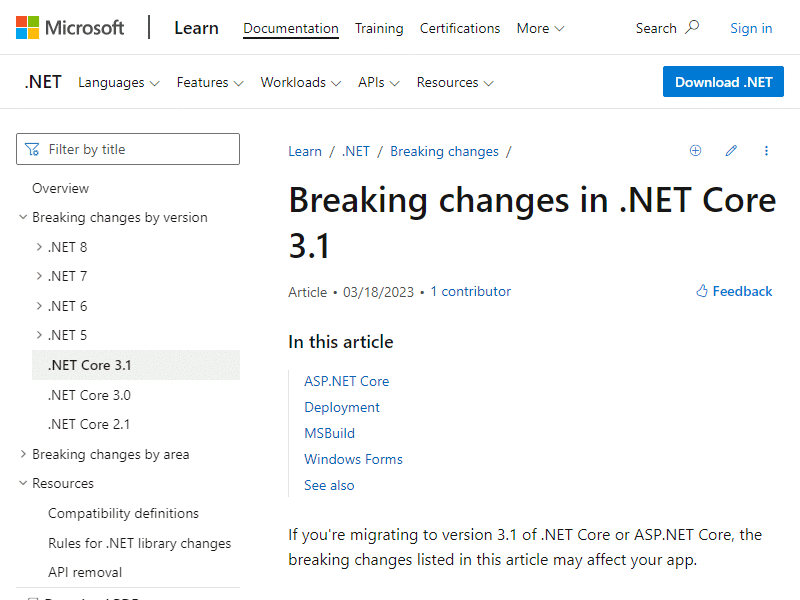 Microsoft
Learn
Documentation
Training
Certifications
More
Search
Sign in
.NET
Languages
Features
Workloads
APIs
Resources
Download .NET
Filter by title
Overview
Breaking changes by version
.NET 8
.NET 7
.NET 6
.NET 5
.NET Core 3.1
.NET Core 3.0
.NET Core 2.1
Breaking changes by area
Resources
Compatibility definitions
Rules for .NET library changes
API removal
Learn / .NET / Breaking changes /
Breaking changes in .NET Core
3.1
Article • 03/18/2023 • 1 contributor
Feedback
In this article
ASP.NET Core
Deployment
MSBuild
Windows Forms
See also
If you're migrating to version 3.1 of .NET Core or ASP.NET Core, the
breaking changes listed in this article may affect your app.